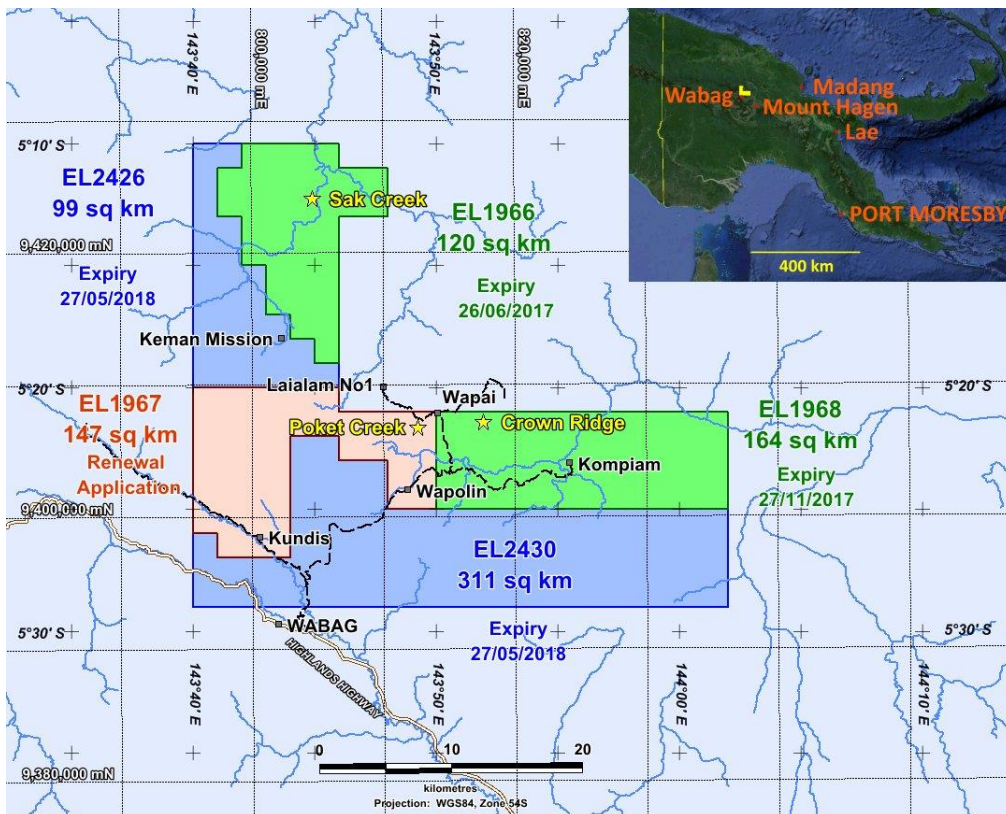 143°40' E
800,000 mE
143°50' E
820,000 mE
Wabag
Madang
Mount Hagen
Lae
PORT MORESBY
400 km
5°10' S
EL2426
99 sq km
Sak Creek
EL1966
120 sq km
9,420,000 mN
Expiry
27/05/2018
Expiry
26/06/2017
Keman Mission
Laialam No1
Wapai
5°20' S
5°20' S
EL1967
147 sq km
Renewal
Application
Poket Creek
Crown Ridge
EL1968
164 sq km
Kompiam
Expiry
27/11/2017
Wapolin
9,400,000 mN
Kundis
EL2430
311 sq km
WABAG
Expiry
27/05/2018
5°30' S
5°30' S
HIGHLANDS HIGHWAY
143°40' E
143°50' E
144°00' E
144°10' E
0 10 20
9,380,000 mN
kilometres
Projection: WGS84, Zone 54S